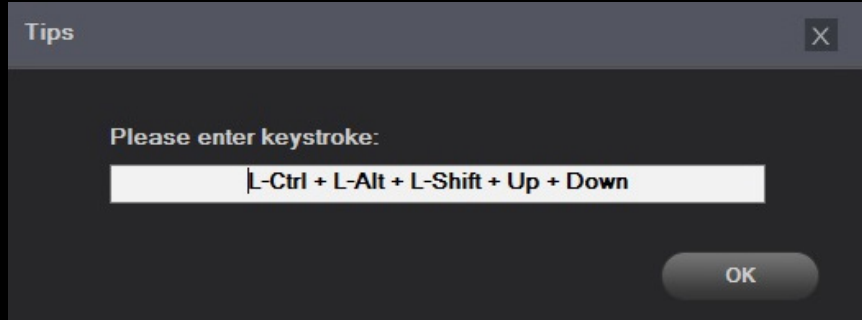 Tips
X
Please enter keystroke:
L-Ctrl + L-Alt + L-Shift + Up + Down
OK